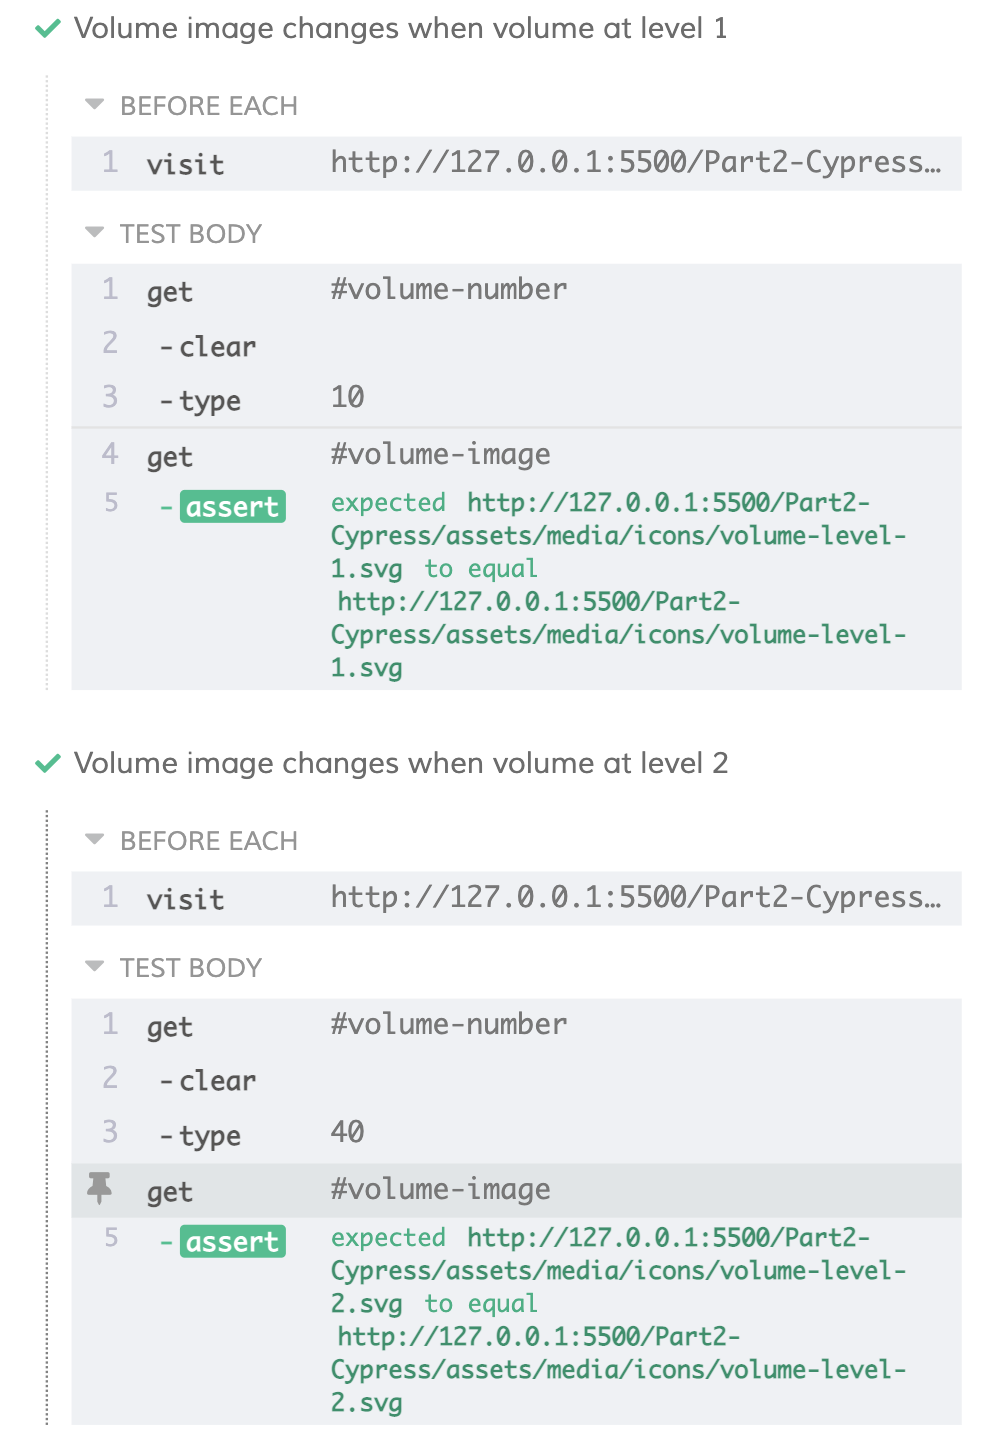 Volume image changes when volume at level 1
BEFORE EACH
1 visit http://127.0.0.1:5500/Part2-Cypress…
TEST BODY
1 get #volume-number
2 -clear
3 -type 10
4 get #volume-image
5 -assert expected http://127.0.0.1:5500/Part2-
Cypress/assets/media/icons/volume-level-
1.svg to equal
http://127.0.0.1:5500/Part2-
Cypress/assets/media/icons/volume-level-
1.svg
Volume image changes when volume at level 2
BEFORE EACH
1 visit http://127.0.0.1:5500/Part2-Cypress…
TEST BODY
1 get #volume-number
2 -clear
3 -type 40
get #volume-image
5 -assert expected http://127.0.0.1:5500/Part2-
Cypress/assets/media/icons/volume-level-
2.svg to equal
http://127.0.0.1:5500/Part2-
Cypress/assets/media/icons/volume-level-
2.svg